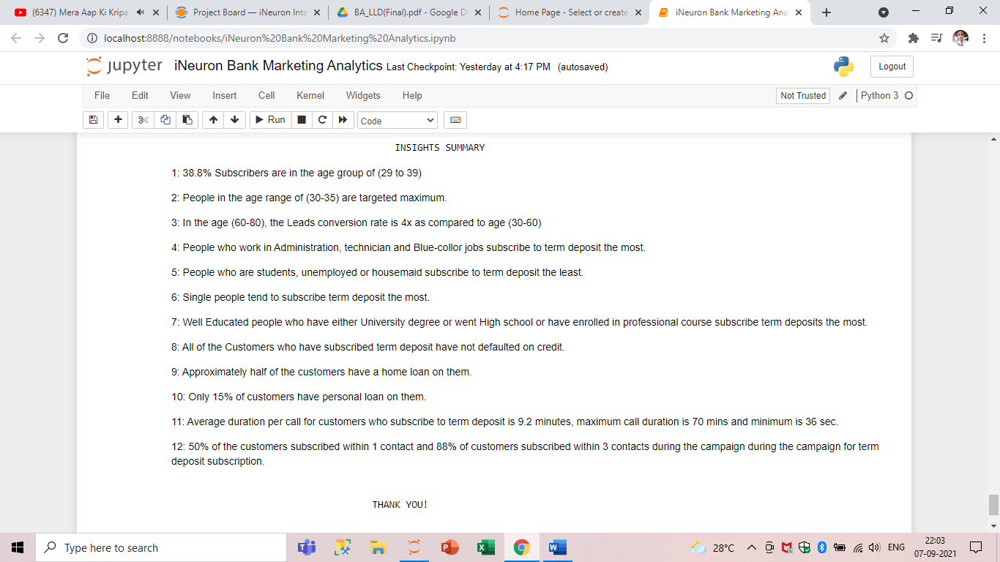 (6347) Mera Aap Ki Kripa
Project Board — iNeuron Inte
BA_LLD(Final).pdf - Google D
Home Page - Select or create
iNeuron Bank Marketing Ana
localhost:8888/notebooks/iNeuron%20Bank%20Marketing%20Analytics.ipynb
jupyter iNeuron Bank Marketing Analytics Last Checkpoint: Yesterday at 4:17 PM (autosaved)
Logout
File Edit View Insert Cell Kernel Widgets Help
Not Trusted Python 3
Run Code
INSIGHTS SUMMARY
1: 38.8% Subscribers are in the age group of (29 to 39)
2: People in the age range of (30-35) are targeted maximum.
3: In the age (60-80), the Leads conversion rate is 4x as compared to age (30-60)
4: People who work in Administration, technician and Blue-collor jobs subscribe to term deposit the most.
5: People who are students, unemployed or housemaid subscribe to term deposit the least.
6: Single people tend to subscribe term deposit the most.
7: Well Educated people who have either University degree or went High school or have enrolled in professional course subscribe term deposits the most.
8: All of the Customers who have subscribed term deposit have not defaulted on credit.
9: Approximately half of the customers have a home loan on them.
10: Only 15% of customers have personal loan on them.
11: Average duration per call for customers who subscribe to term deposit is 9.2 minutes, maximum call duration is 70 mins and minimum is 36 sec.
12: 50% of the customers subscribed within 1 contact and 88% of customers subscribed within 3 contacts during the campaign during the campaign for term
deposit subscription.
THANK YOU!
Type here to search
28°C
ENG
22:03
07-09-2021